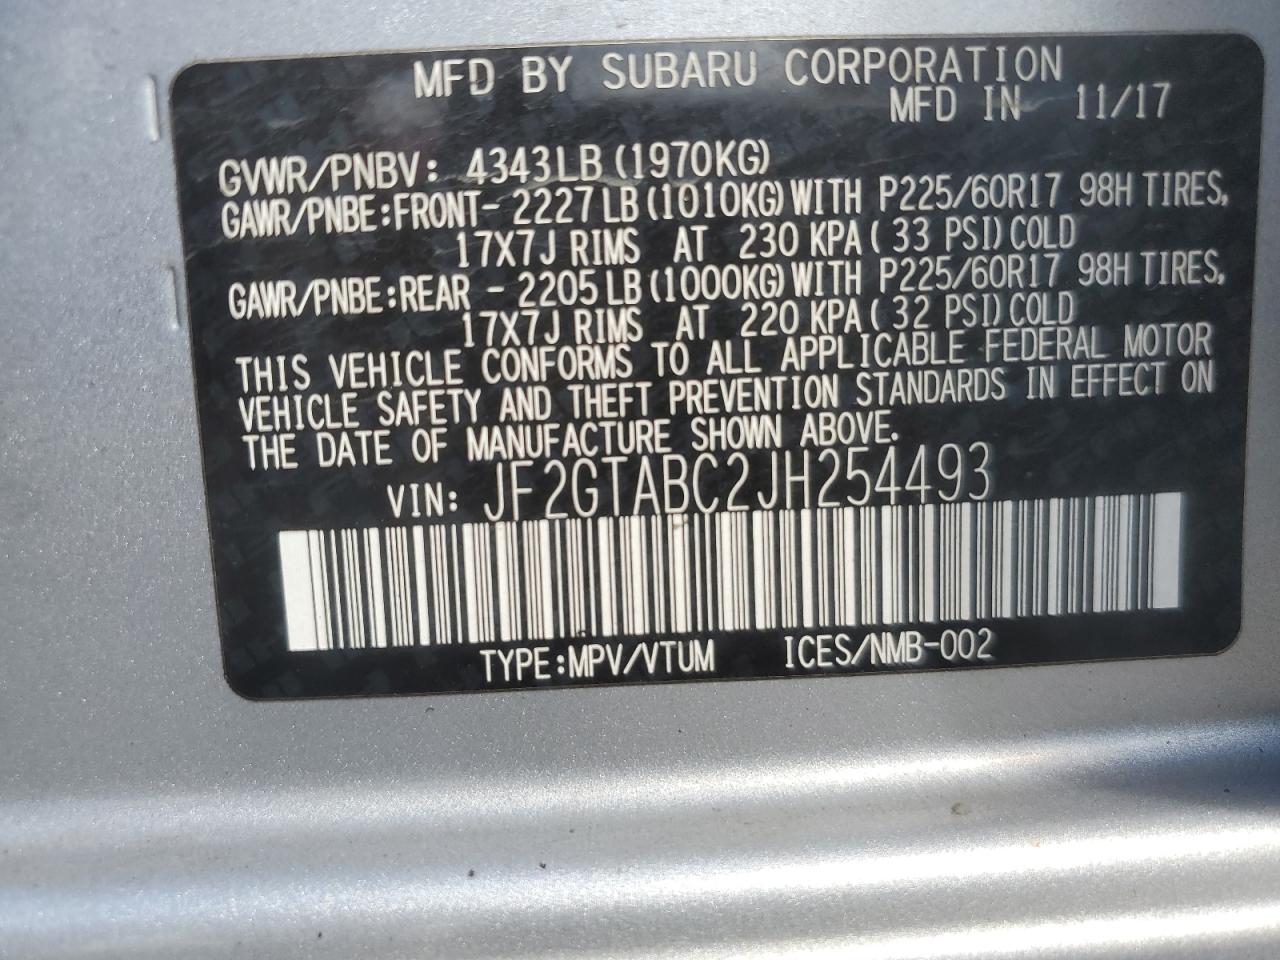 MFD BY SUBARU CORPORATION
MFD IN 11/17
GVWR/PNBV: 4343LB (1970KG)
GAWR/PNBE:FRONT- 2227LB (1010KG) WITH P225/60R17 98H TIRES,
17X7J RIMS AT 230 KPA ( 33 PSI) COLD
GAWR/PNBE:REAR - 2205LB (1000KG) WITH P225/60R17 98H TIRES,
17X7J RIMS AT 220 KPA ( 32 PSI) COLD
THIS VEHICLE CONFORMS TO ALL APPLICABLE FEDERAL MOTOR
VEHICLE SAFETY AND THEFT PREVENTION STANDARDS IN EFFECT ON
THE DATE OF MANUFACTURE SHOWN ABOVE.
VIN: JF2GTABC2JH254493
TYPE:MPV/VTUM ICES/NMB-002